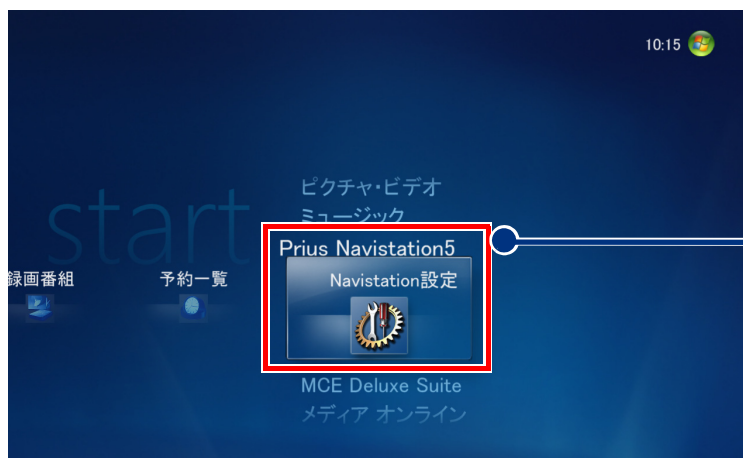 10:15
start
ピクチャ・ビデオ
ミュージック
Prius Navistation5
録画番組
予約一覧
Navistation設定
MCE Deluxe Suite
メディア オンライン